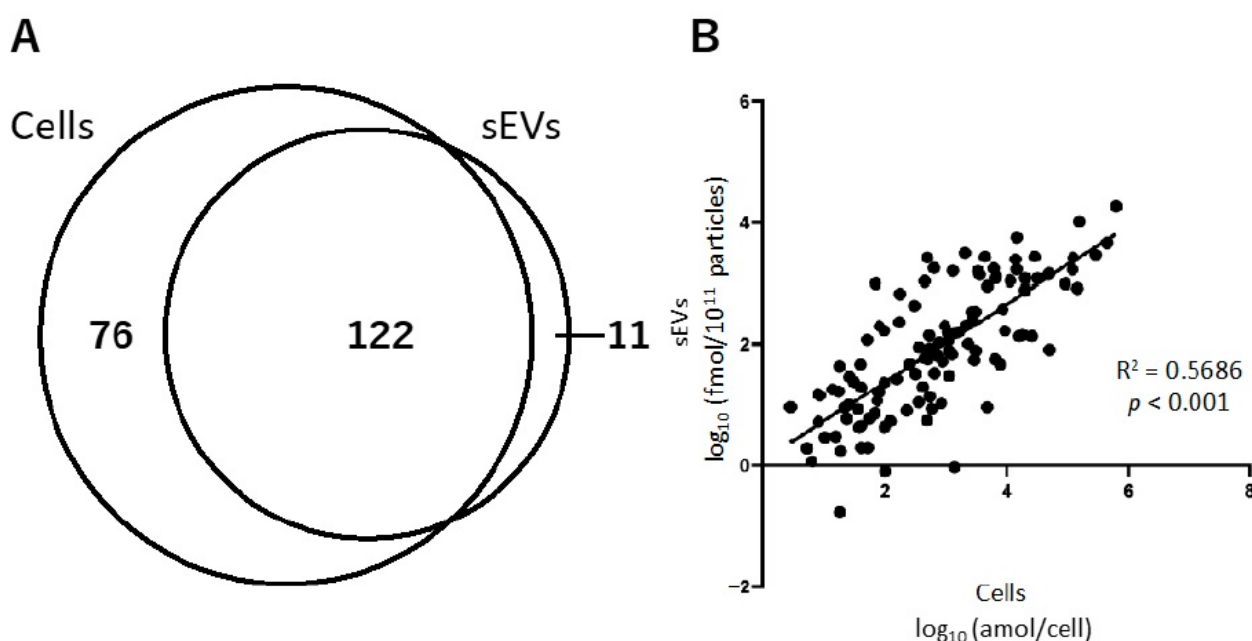 A
Cells
sEVs
76
122
11
B
6
4
2
0
−2
2
4
6
8
sEVs
log₁₀ (fmol/10¹¹ particles)
R² = 0.5686
p < 0.001
Cells
log₁₀ (amol/cell)